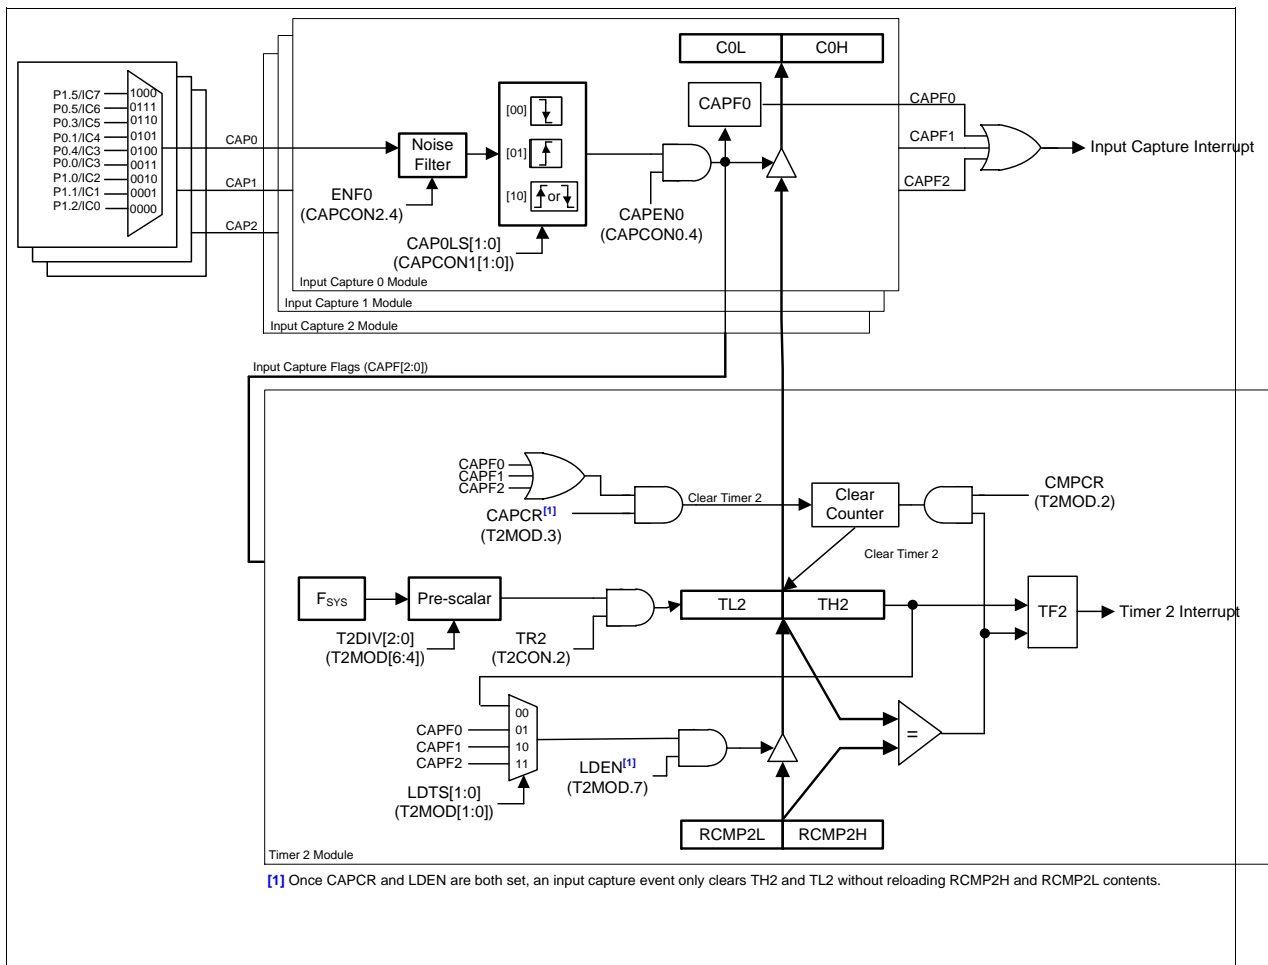 C0L C0H
CAPF0
CAPF0
CAPF1
CAPF2
Input Capture Interrupt
P1.5/IC7 1000
P0.5/IC6 0111
P0.3/IC5 0110
P0.1/IC4 0101
P0.4/IC3 0100
P0.0/IC3 0011
P1.0/IC2 0010
P1.1/IC1 0001
P1.2/IC0 0000
CAP0
CAP1
CAP2
Noise
Filter
ENF0
(CAPCON2.4)
[00]
[01]
[10] or
CAP0LS[1:0]
(CAPCON1[1:0])
CAPEN0
(CAPCON0.4)
Input Capture 0 Module
Input Capture 1 Module
Input Capture 2 Module
Input Capture Flags (CAPF[2:0])
CAPF0
CAPF1
CAPF2
CAPCR[1]
(T2MOD.3)
Clear Timer 2
Clear
Counter
CMPCR
(T2MOD.2)
Clear Timer 2
FSYS
Pre-scalar
T2DIV[2:0]
(T2MOD[6:4])
TR2
(T2CON.2)
TL2 TH2
TF2
Timer 2 Interrupt
00
CAPF0 01
CAPF1 10
CAPF2 11
LDTS[1:0]
(T2MOD[1:0])
LDEN[1]
(T2MOD.7)
=
RCMP2L RCMP2H
Timer 2 Module
[1] Once CAPCR and LDEN are both set, an input capture event only clears TH2 and TL2 without reloading RCMP2H and RCMP2L contents.